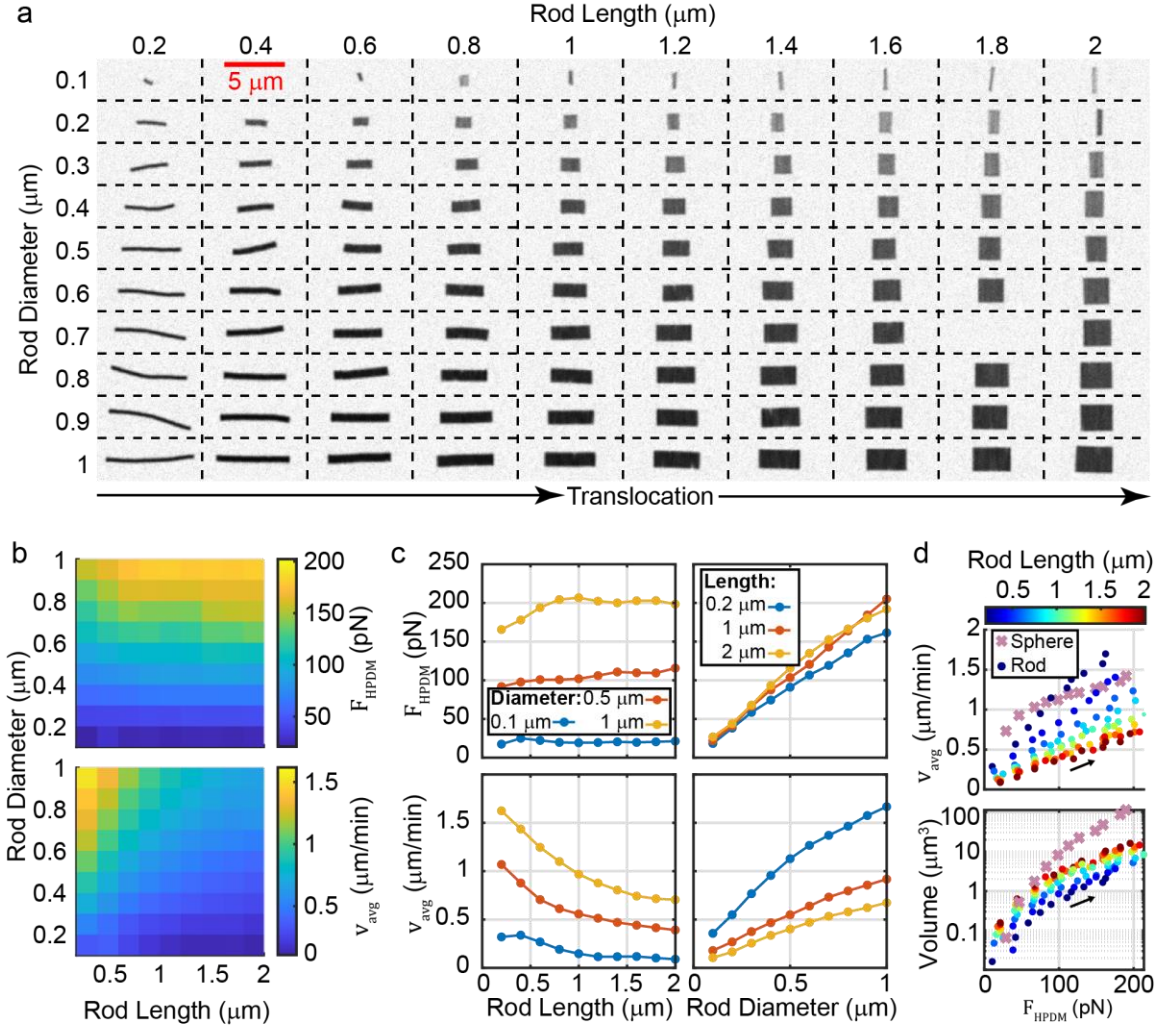 a
Rod Length (μm)
0.2 0.4 0.6 0.8 1 1.2 1.4 1.6 1.8 2
5 μm
Rod Diameter (μm)
0.1
0.2
0.3
0.4
0.5
0.6
0.7
0.8
0.9
1
Translocation
b
1
0.8
0.6
0.4
0.2
200
150
100
50
F_HPDM (pN)
Rod Diameter (μm)
1
0.8
0.6
0.4
0.2
0.5 1 1.5 2
Rod Length (μm)
1.5
1
0.5
0
v_avg (μm/min)
c
F_HPDM (pN)
250
200
150
100
50
0
Diameter: 0.5 μm
0.1 μm 1 μm
Length:
0.2 μm
1 μm
2 μm
v_avg (μm/min)
1.5
1
0.5
0
0 0.5 1 1.5 2
Rod Length (μm)
0 0.5 1
Rod Diameter (μm)
d
Rod Length (μm)
0.5 1 1.5 2
v_avg (μm/min)
2
1.5
1
0.5
0
Sphere
Rod
Volume (μm³)
100
10
1
0.1
0 100 200
F_HPDM (pN)